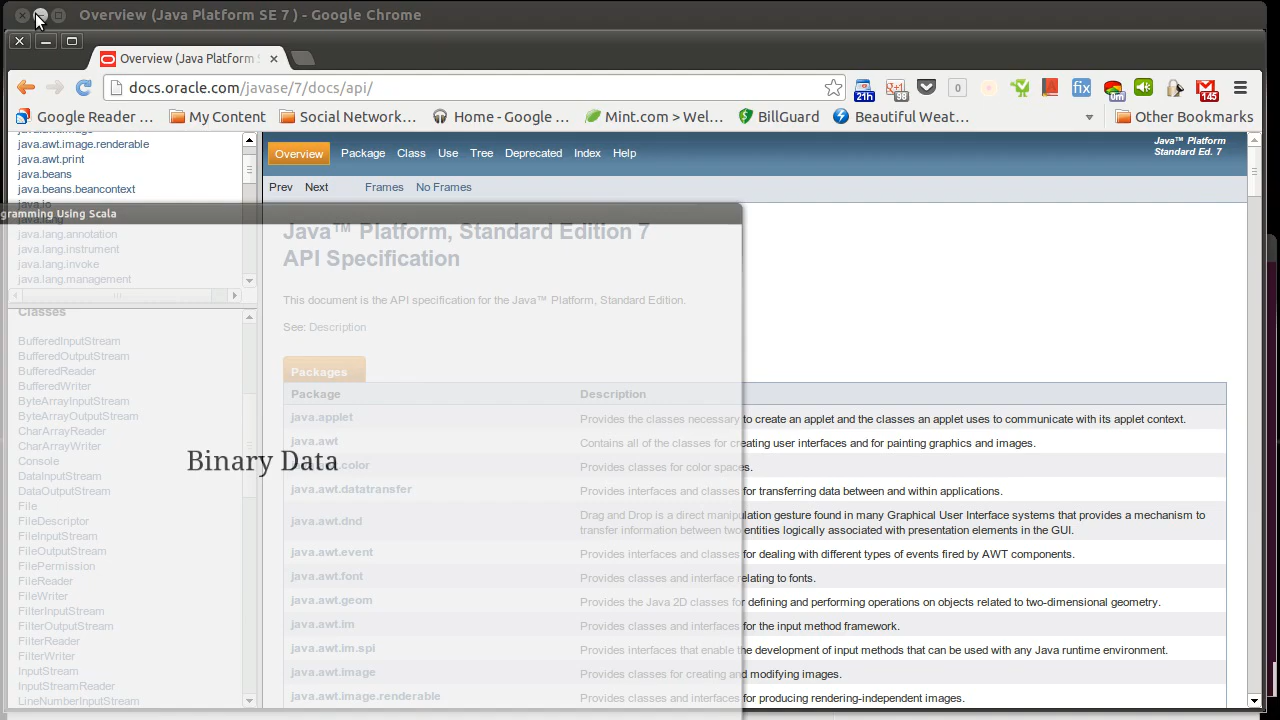 Overview (Java Platform SE 7 ) - Google Chrome
Overview (Java Platform S
docs.oracle.com/javase/7/docs/api/
21h
98
0
fix
0m
145
Google Reader ...
My Content
Social Network...
Home - Google ...
Mint.com > Wel...
BillGuard
Beautiful Weat...
Other Bookmarks
java.awt.image
java.awt.image.renderable
java.awt.print
java.beans
java.beans.beancontext
java.io
java.lang
java.lang.annotation
java.lang.instrument
java.lang.invoke
java.lang.management
gramming Using Scala
Classes
BufferedInputStream
BufferedOutputStream
BufferedReader
BufferedWriter
ByteArrayInputStream
ByteArrayOutputStream
CharArrayReader
CharArrayWriter
Console
DataInputStream
DataOutputStream
File
FileDescriptor
FileInputStream
FileOutputStream
FilePermission
FileReader
FileWriter
FilterInputStream
FilterOutputStream
FilterReader
FilterWriter
InputStream
InputStreamReader
LineNumberInputStream
Binary Data
Overview Package Class Use Tree Deprecated Index Help
Java™ Platform
Standard Ed. 7
Prev Next Frames No Frames
Java™ Platform, Standard Edition 7
API Specification
This document is the API specification for the Java™ Platform, Standard Edition.
See: Description
Packages
Package Description
java.applet Provides the classes necessary to create an applet and the classes an applet uses to communicate with its applet context.
java.awt Contains all of the classes for creating user interfaces and for painting graphics and images.
java.awt.color Provides classes for color spaces.
java.awt.datatransfer Provides interfaces and classes for transferring data between and within applications.
java.awt.dnd Drag and Drop is a direct manipulation gesture found in many Graphical User Interface systems that provides a mechanism to
transfer information between two entities logically associated with presentation elements in the GUI.
java.awt.event Provides interfaces and classes for dealing with different types of events fired by AWT components.
java.awt.font Provides classes and interface relating to fonts.
java.awt.geom Provides the Java 2D classes for defining and performing operations on objects related to two-dimensional geometry.
java.awt.im Provides classes and interfaces for the input method framework.
java.awt.im.spi Provides interfaces that enable the development of input methods that can be used with any Java runtime environment.
java.awt.image Provides classes for creating and modifying images.
java.awt.image.renderable Provides classes and interfaces for producing rendering-independent images.